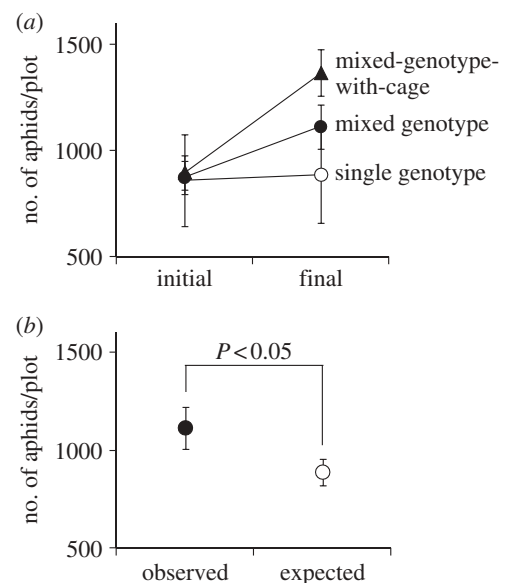 (a)
no. of aphids/plot
1500
1000
500
mixed-genotype-
with-cage
mixed genotype
single genotype
initial final
(b)
no. of aphids/plot
1500
1000
500
P<0.05
observed expected